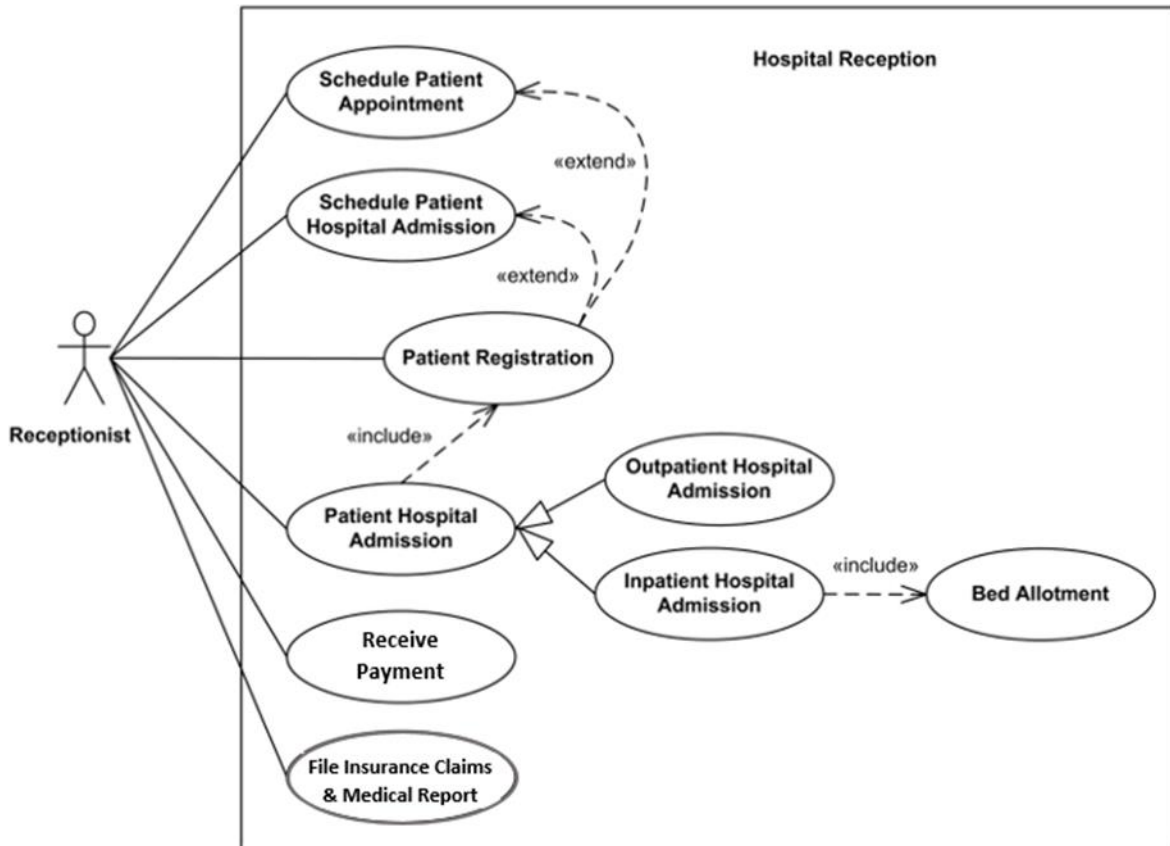 Hospital Reception
Schedule Patient
Appointment
«extend»
Schedule Patient
Hospital Admission
«extend»
Patient Registration
Receptionist
«include»
Outpatient Hospital
Admission
Patient Hospital
Admission
«include»
Inpatient Hospital
Admission
Bed Allotment
Receive
Payment
File Insurance Claims
& Medical Report